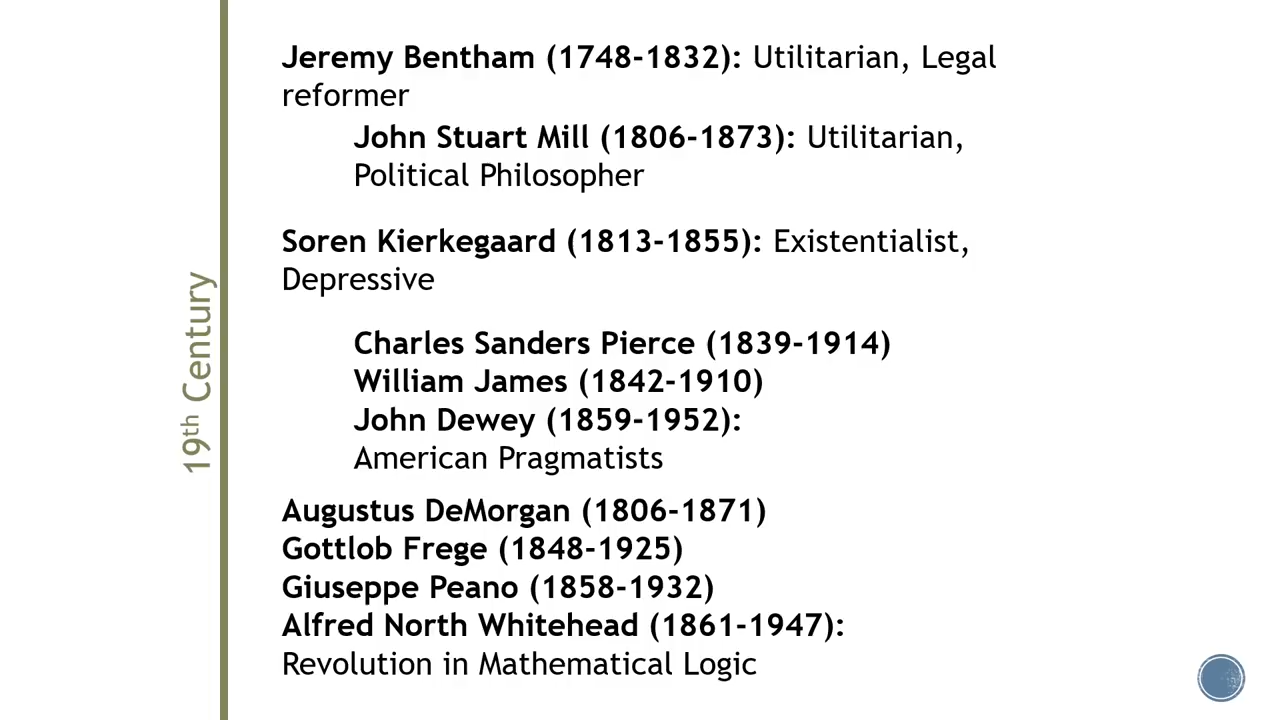 Jeremy Bentham (1748-1832): Utilitarian, Legal
reformer
John Stuart Mill (1806-1873): Utilitarian,
Political Philosopher
Soren Kierkegaard (1813-1855): Existentialist,
Depressive
19th Century
Charles Sanders Pierce (1839-1914)
William James (1842-1910)
John Dewey (1859-1952):
American Pragmatists
Augustus DeMorgan (1806-1871)
Gottlob Frege (1848-1925)
Giuseppe Peano (1858-1932)
Alfred North Whitehead (1861-1947):
Revolution in Mathematical Logic